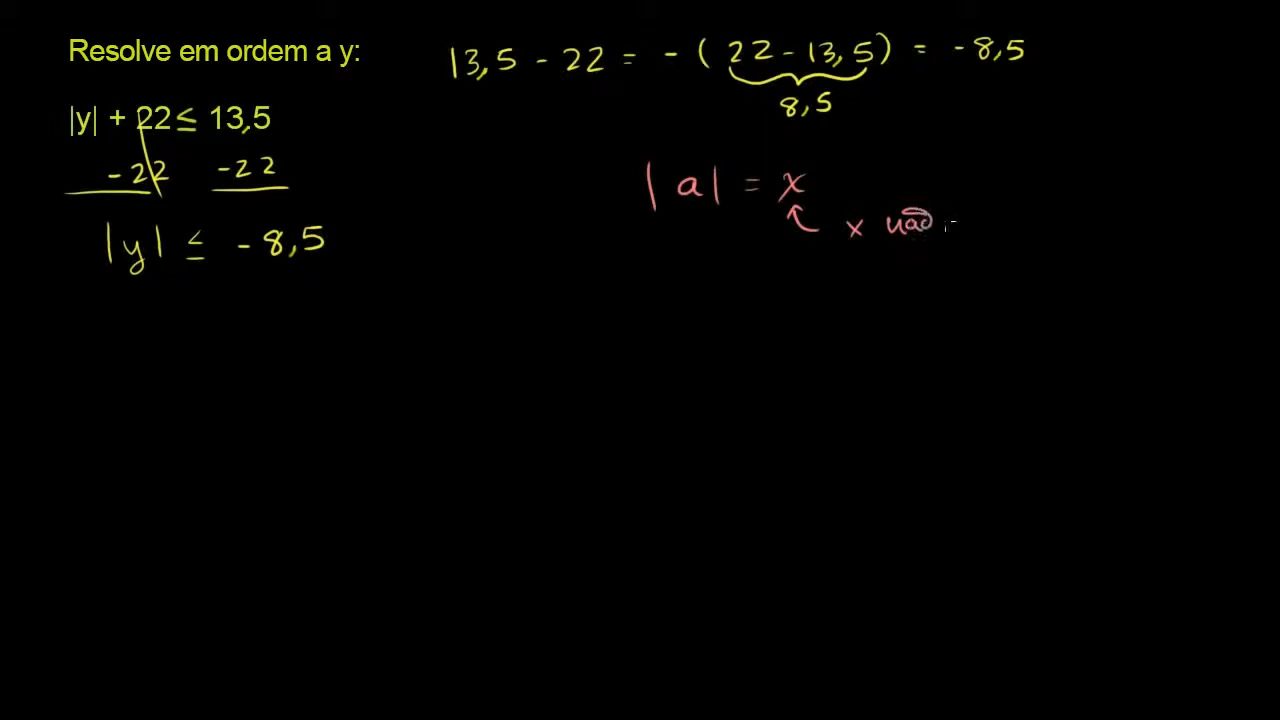 Resolve em ordem a y:
13,5 - 22 = - ( 22 - 13,5 ) = - 8,5
8,5
|y| + 22 ≤ 13,5
- 22 - 22
|y| ≤ - 8,5
| a | = x
x não